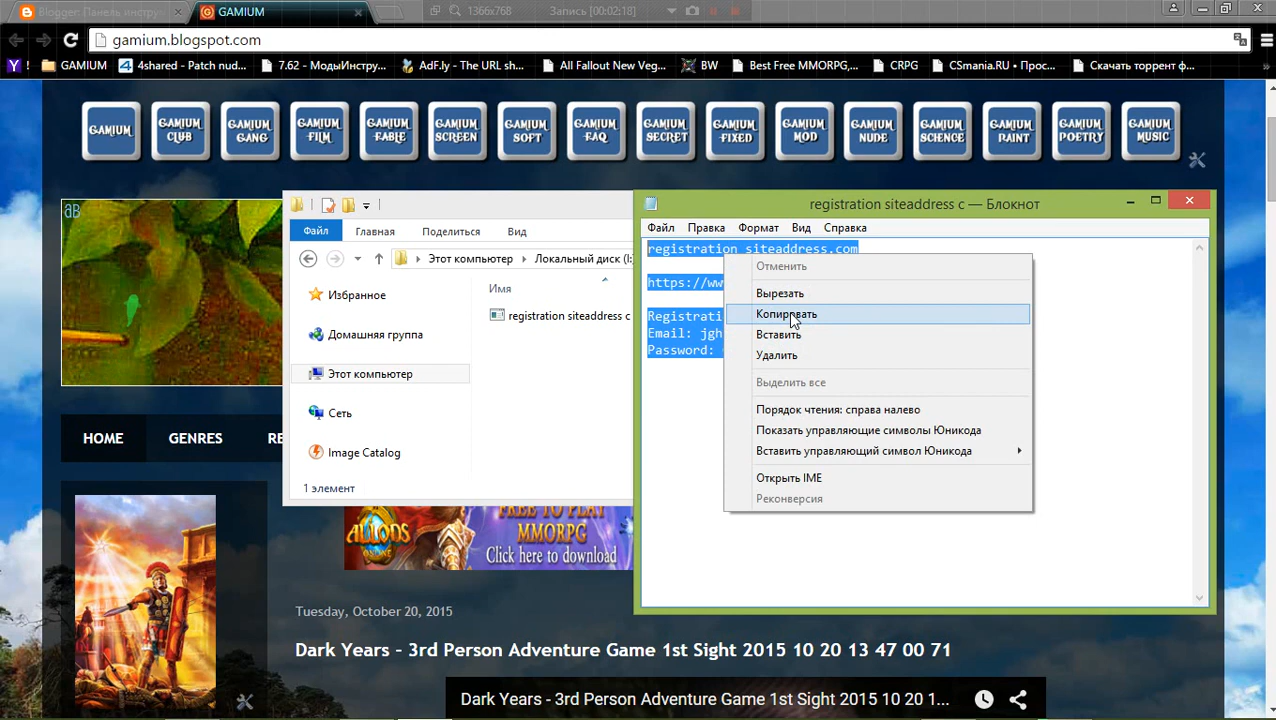 Blogger: Панель инстру
GAMIUM
1366x768
Запись [00:02:18]
gamium.blogspot.com
Y !
GAMIUM
4shared - Patch nud...
7.62 - МодыИнстру...
AdF.ly - The URL sh...
All Fallout New Veg...
BW
Best Free MMORPG,...
CRPG
CSmania.RU • Прос...
Скачать торрент ф...
»
GAMIUM
GAMIUM CLUB
GAMIUM GANG
GAMIUM FILM
GAMIUM FABLE
GAMIUM SCREEN
GAMIUM SOFT
GAMIUM FAQ
GAMIUM SECRET
GAMIUM FIXED
GAMIUM MOD
GAMIUM NUDE
GAMIUM SCIENCE
GAMIUM PAINT
GAMIUM POETRY
GAMIUM MUSIC
Файл
Главная
Поделиться
Вид
Этот компьютер
Локальный диск (I:)
Избранное
Домашняя группа
Этот компьютер
Сеть
Image Catalog
Имя
registration siteaddress c
1 элемент
registration siteaddress c — Блокнот
Файл
Правка
Формат
Вид
Справка
registration siteaddress.com
https://ww
Registrati
Email: jgh
Password:
Отменить
Вырезать
Копировать
Вставить
Удалить
Выделить все
Порядок чтения: справа налево
Показать управляющие символы Юникода
Вставить управляющий символ Юникода
Открыть IME
Реконверсия
HOME
GENRES
RE
ALLODS
ONLINE
FREE TO PLAY
MMORPG
Click here to download
Tuesday, October 20, 2015
Dark Years - 3rd Person Adventure Game 1st Sight 2015 10 20 13 47 00 71
Dark Years - 3rd Person Adventure Game 1st Sight 2015 10 20 1...